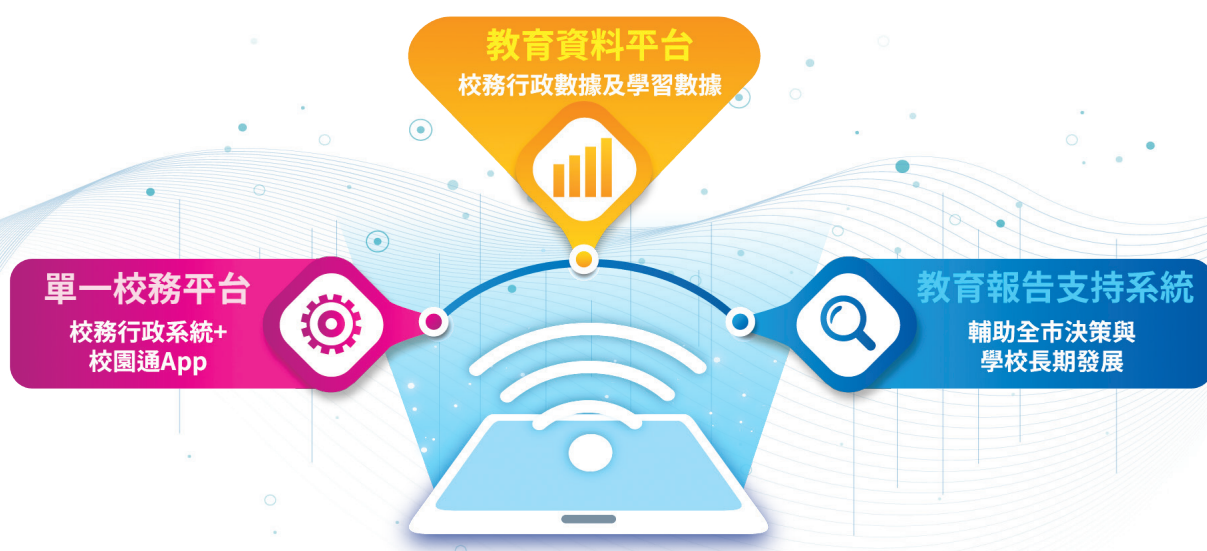 教育資料平台
校務行政數據及學習數據
單一校務平台
校務行政系統+
校園通App
教育報告支持系統
輔助全市決策與
學校長期發展